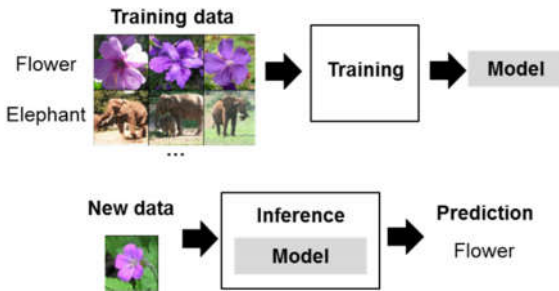 Training data
Flower
Elephant
...
Training
Model
New data
Inference
Model
Prediction
Flower